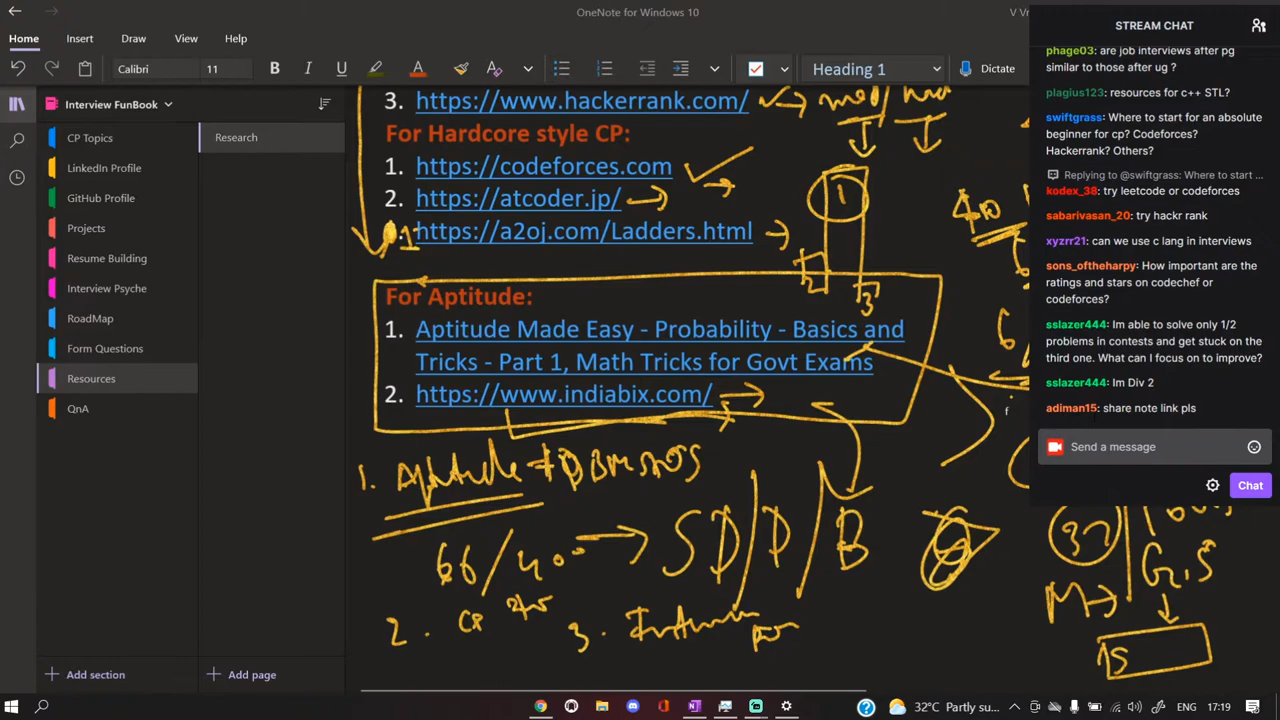 OneNote for Windows 10
Home Insert Draw View Help
Calibri 11 B I U A Heading 1 Dictate
Interview FunBook
CP Topics
LinkedIn Profile
GitHub Profile
Projects
Resume Building
Interview Psyche
RoadMap
Form Questions
Resources
QnA
Add section
Research
Add page
3. https://www.hackerrank.com/
For Hardcore style CP:
1. https://codeforces.com
2. https://atcoder.jp/
1 https://a2oj.com/Ladders.html
1
2
3
For Aptitude:
1. Aptitude Made Easy - Probability - Basics and
Tricks - Part 1, Math Tricks for Govt Exams
2. https://www.indiabix.com/
1. Aptitude + DBMS
66/400 → SD/D/B
2. CP
3.
40
6
37
M→
G.S
15
STREAM CHAT
phage03: are job interviews after pg
similar to those after ug ?
plagius123: resources for c++ STL?
swiftgrass: Where to start for an absolute
beginner for cp? Codeforces?
Hackerrank? Others?
Replying to @swiftgrass: Where to start ...
kodex_38: try leetcode or codeforces
sabarivasan_20: try hackr rank
xyzrr21: can we use c lang in interviews
sons_oftheharpy: How important are the
ratings and stars on codechef or
codeforces?
sslazer444: Im able to solve only 1/2
problems in contests and get stuck on the
third one. What can I focus on to improve?
sslazer444: Im Div 2
adiman15: share note link pls
Send a message
Chat
32°C Partly su... ENG 17:19